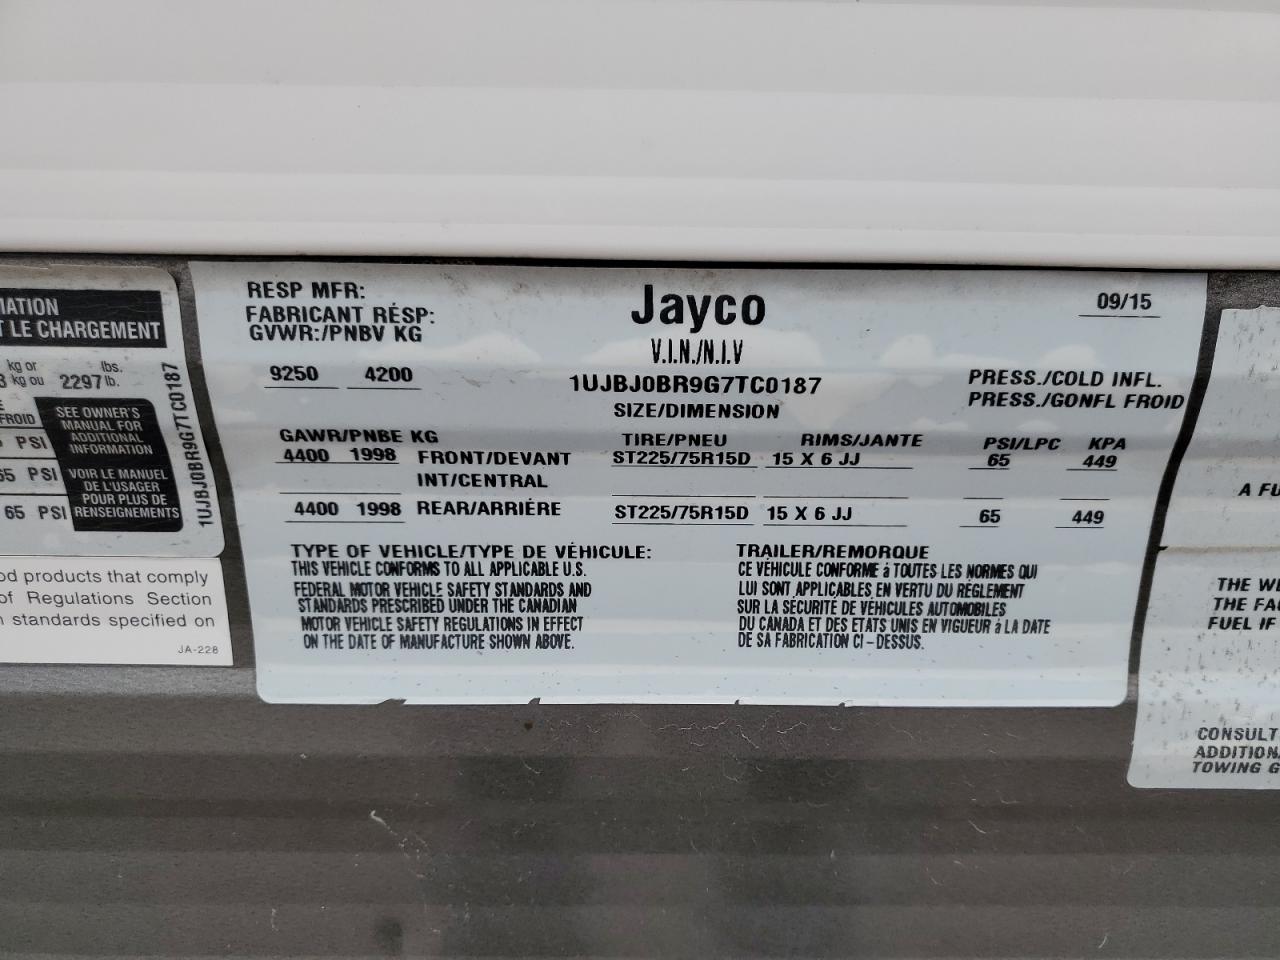 MATION
T LE CHARGEMENT
kg or lbs.
kg ou 2297 lb.
FROID
PSI
65 PSI
65 PSI
SEE OWNER'S
MANUAL FOR
ADDITIONAL
INFORMATION
VOIR LE MANUEL
DE L'USAGER
POUR PLUS DE
RENSEIGNEMENTS
1UJBJ0BR9G7TC0187
od products that comply
of Regulations Section
n standards specified on
JA-228
RESP MFR:
FABRICANT RÉSP:
GVWR:/PNBV KG
Jayco
09/15
V.I.N./N.I.V
9250 4200
1UJBJ0BR9G7TC0187
PRESS./COLD INFL.
PRESS./GONFL FROID
SIZE/DIMENSION
GAWR/PNBE KG TIRE/PNEU RIMS/JANTE PSI/LPC KPA
4400 1998 FRONT/DEVANT ST225/75R15D 15 X 6 JJ 65 449
INT/CENTRAL
4400 1998 REAR/ARRIÉRE ST225/75R15D 15 X 6 JJ 65 449
TYPE OF VEHICLE/TYPE DE VÉHICULE: TRAILER/REMORQUE
THIS VEHICLE CONFORMS TO ALL APPLICABLE U.S.
FEDERAL MOTOR VEHICLE SAFETY STANDARDS AND
STANDARDS PRESCRIBED UNDER THE CANADIAN
MOTOR VEHICLE SAFETY REGULATIONS IN EFFECT
ON THE DATE OF MANUFACTURE SHOWN ABOVE.
CE VÉHICULE CONFORME à TOUTES LES NORMES QUI
LUI SONT APPLICABLES EN VERTU DU RÉGLEMENT
SUR LA SÉCURITÉ DE VÉHICULES AUTOMOBILES
DU CANADA ET DES ETATS UNIS EN VIGUEUR à LA DATE
DE SA FABRICATION CI-DESSUS.
A FU
THE WE
THE FA
FUEL IF
CONSULT
ADDITION
TOWING G